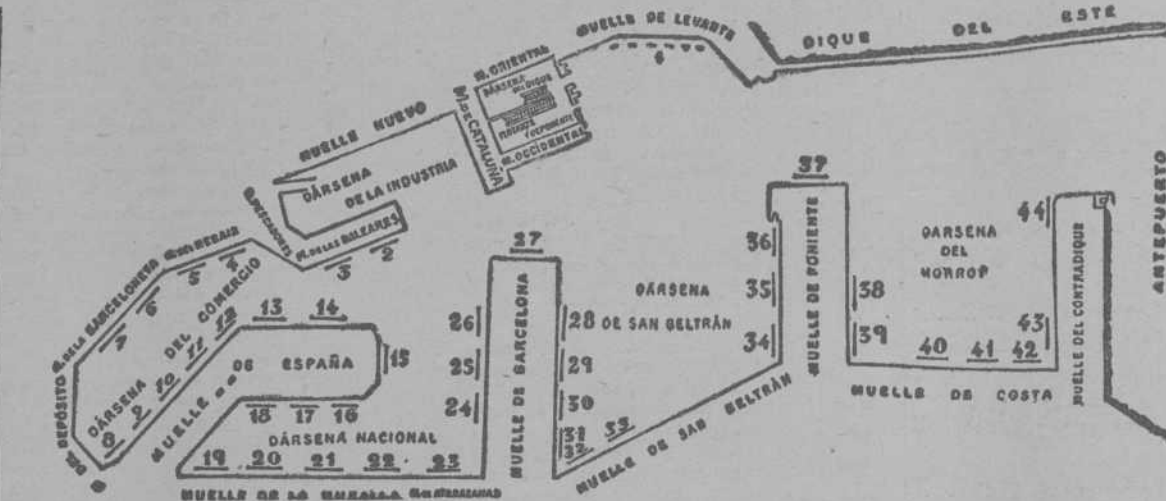 MUELLE DE LEVANTE
1
DIQUE DEL ESTE
M. ORIENTAL
DÁRSENA
DEL DIQUE
M. OCCIDENTAL
M. DE CATALUÑA
MUELLE NUEVO
DÁRSENA
DE LA INDUSTRIA
M. DE LAS BALEARES
2
3
4
5
6
7
DÁRSENA DEL COMERCIO
8
9
10
11
12
MUELLE DE ESPAÑA
13
14
15
16
17
18
DÁRSENA NACIONAL
19
20
21
22
23
MUELLE DE LA MURALLA
24
25
26
27
MUELLE DE BARCELONA
28
29
30
31
32
33
DÁRSENA
DE SAN BELTRÁN
MUELLE DE SAN BELTRÁN
34
35
36
37
MUELLE DE PONIENTE
38
39
DARSENA
DEL
MORROT
40
41
42
43
44
MUELLE DE COSTA
MUELLE DEL CONTRADIQUE
ANTEPUERTO